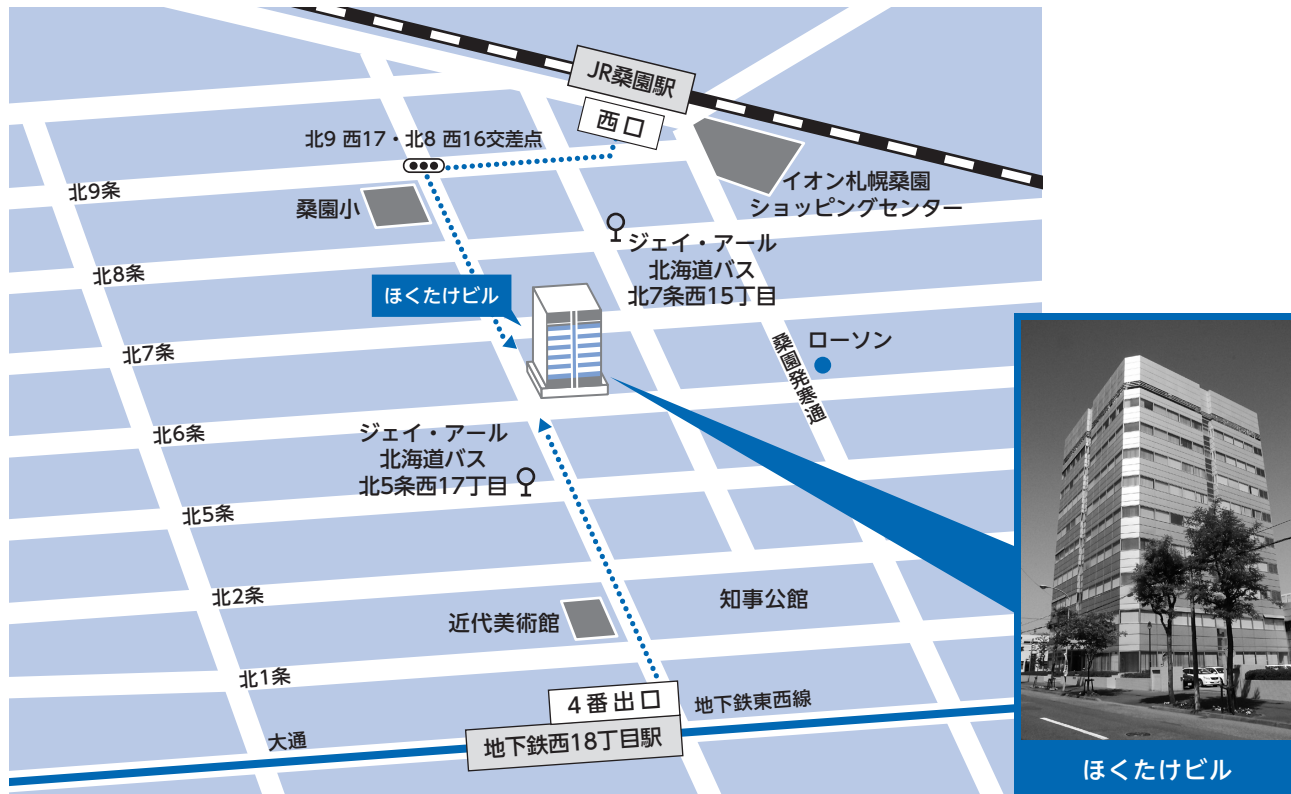 JR桑園駅
西口
北9 西17・北8 西16交差点
北9条
桑園小
イオン札幌桑園
ショッピングセンター
ジェイ・アール
北海道バス
北7条西15丁目
北8条
ほくたけビル
北7条
桑園発寒通
ローソン
北6条
ジェイ・アール
北海道バス
北5条西17丁目
北5条
北2条
知事公館
近代美術館
北1条
4番出口
地下鉄東西線
大通
地下鉄西18丁目駅
ほくたけビル